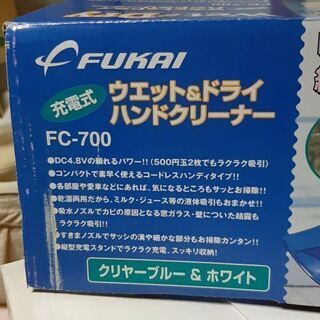 FUKAI
充電式
ウエット&ドライ
ハンドクリーナー
FC-700
●DC4.8Vの頼れるパワー!!(500円玉2枚でもラクラク吸引)
●コンパクトで素早く使えるコードレスハンディタイプ!!
●各部屋や愛車などにあれば、気になるところもサッとお掃除!!
●乾湿両用だから、ミルク・ジュース等の液体吸引もおまかせ!!
●吸水ノズルでカビの原因となる窓ガラス・壁についた結露も
ラクラク吸引!!
●すきまノズルでサッシの溝や細かな部分もお掃除カンタン!!
●縦型充電スタンドでラクラク充電、スッキリ収納!
クリヤーブルー & ホワイト